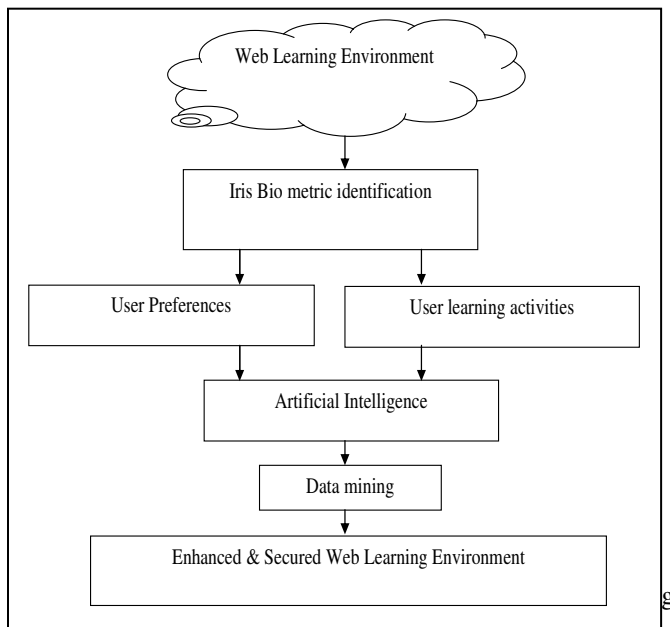 Web Learning Environment
Iris Bio metric identification
User Preferences
User learning activities
Artificial Intelligence
Data mining
Enhanced & Secured Web Learning Environment